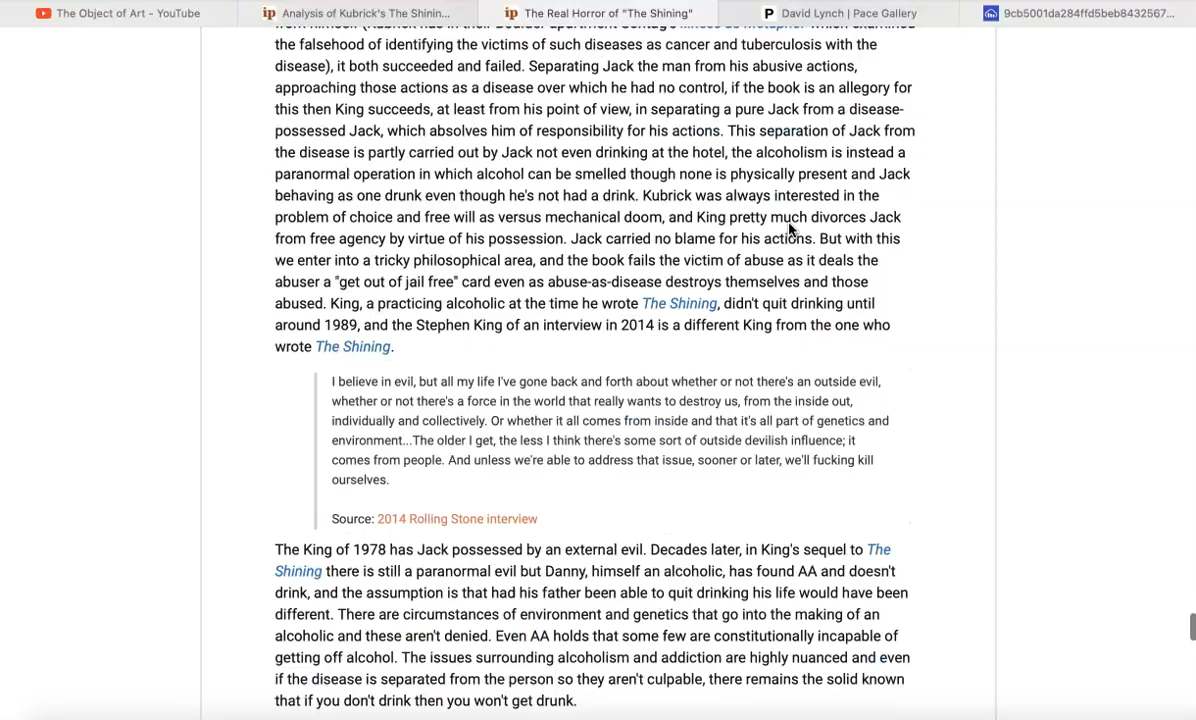 The Object of Art - YouTube
ip Analysis of Kubrick's The Shinin...
ip The Real Horror of "The Shining"
P David Lynch | Pace Gallery
9cb5001da284ffd5beb8432567...
the falsehood of identifying the victims of such diseases as cancer and tuberculosis with the
disease), it both succeeded and failed. Separating Jack the man from his abusive actions,
approaching those actions as a disease over which he had no control, if the book is an allegory for
this then King succeeds, at least from his point of view, in separating a pure Jack from a disease-
possessed Jack, which absolves him of responsibility for his actions. This separation of Jack from
the disease is partly carried out by Jack not even drinking at the hotel, the alcoholism is instead a
paranormal operation in which alcohol can be smelled though none is physically present and Jack
behaving as one drunk even though he's not had a drink. Kubrick was always interested in the
problem of choice and free will as versus mechanical doom, and King pretty much divorces Jack
from free agency by virtue of his possession. Jack carried no blame for his actions. But with this
we enter into a tricky philosophical area, and the book fails the victim of abuse as it deals the
abuser a "get out of jail free" card even as abuse-as-disease destroys themselves and those
abused. King, a practicing alcoholic at the time he wrote The Shining, didn't quit drinking until
around 1989, and the Stephen King of an interview in 2014 is a different King from the one who
wrote The Shining.
I believe in evil, but all my life I've gone back and forth about whether or not there's an outside evil,
whether or not there's a force in the world that really wants to destroy us, from the inside out,
individually and collectively. Or whether it all comes from inside and that it's all part of genetics and
environment...The older I get, the less I think there's some sort of outside devilish influence; it
comes from people. And unless we're able to address that issue, sooner or later, we'll fucking kill
ourselves.
Source: 2014 Rolling Stone interview
The King of 1978 has Jack possessed by an external evil. Decades later, in King's sequel to The
Shining there is still a paranormal evil but Danny, himself an alcoholic, has found AA and doesn't
drink, and the assumption is that had his father been able to quit drinking his life would have been
different. There are circumstances of environment and genetics that go into the making of an
alcoholic and these aren't denied. Even AA holds that some few are constitutionally incapable of
getting off alcohol. The issues surrounding alcoholism and addiction are highly nuanced and even
if the disease is separated from the person so they aren't culpable, there remains the solid known
that if you don't drink then you won't get drunk.